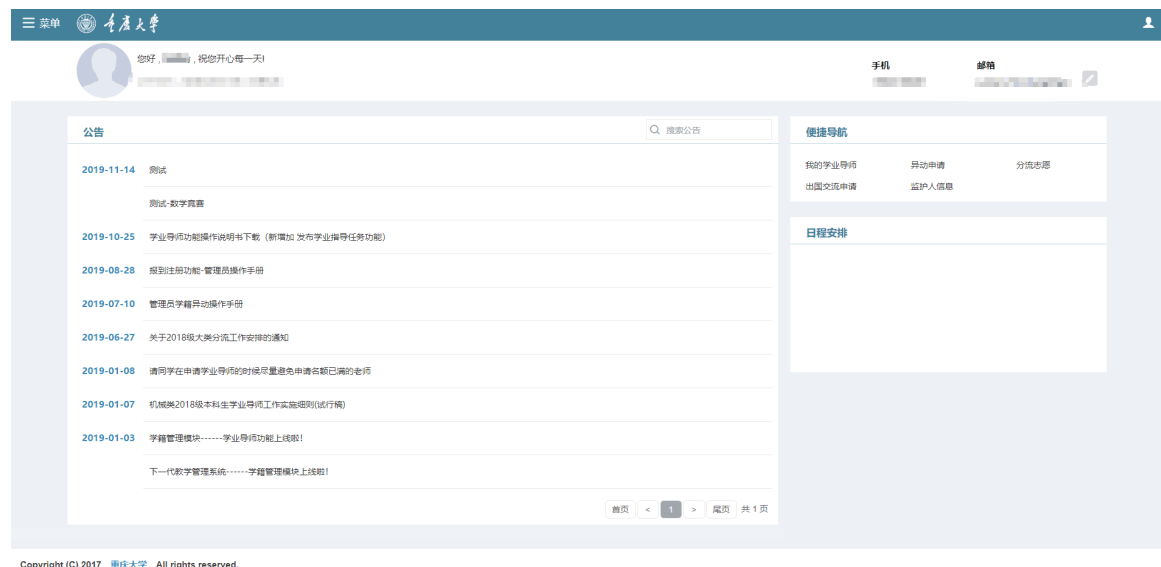 菜单 重庆大学
您好 , , 祝您开心每一天!
手机 邮箱
公告 搜索公告
2019-11-14 测试
测试-数学竞赛
2019-10-25 学业导师功能操作说明书下载（新增加 发布学业指导任务功能）
2019-08-28 报到注册功能-管理员操作手册
2019-07-10 管理员学籍异动操作手册
2019-06-27 关于2018级大类分流工作安排的通知
2019-01-08 请同学在申请学业导师的时候尽量避免申请名额已满的老师
2019-01-07 机械类2018级本科生学业导师工作实施细则(试行稿)
2019-01-03 学籍管理模块------学业导师功能上线啦!
下一代教学管理系统------学籍管理模块上线啦!
首页 < 1 > 尾页 共 1 页
便捷导航
我的学业导师 异动申请 分流志愿
出国交流申请 监护人信息
日程安排
Copyright (C) 2017 重庆大学 All rights reserved.